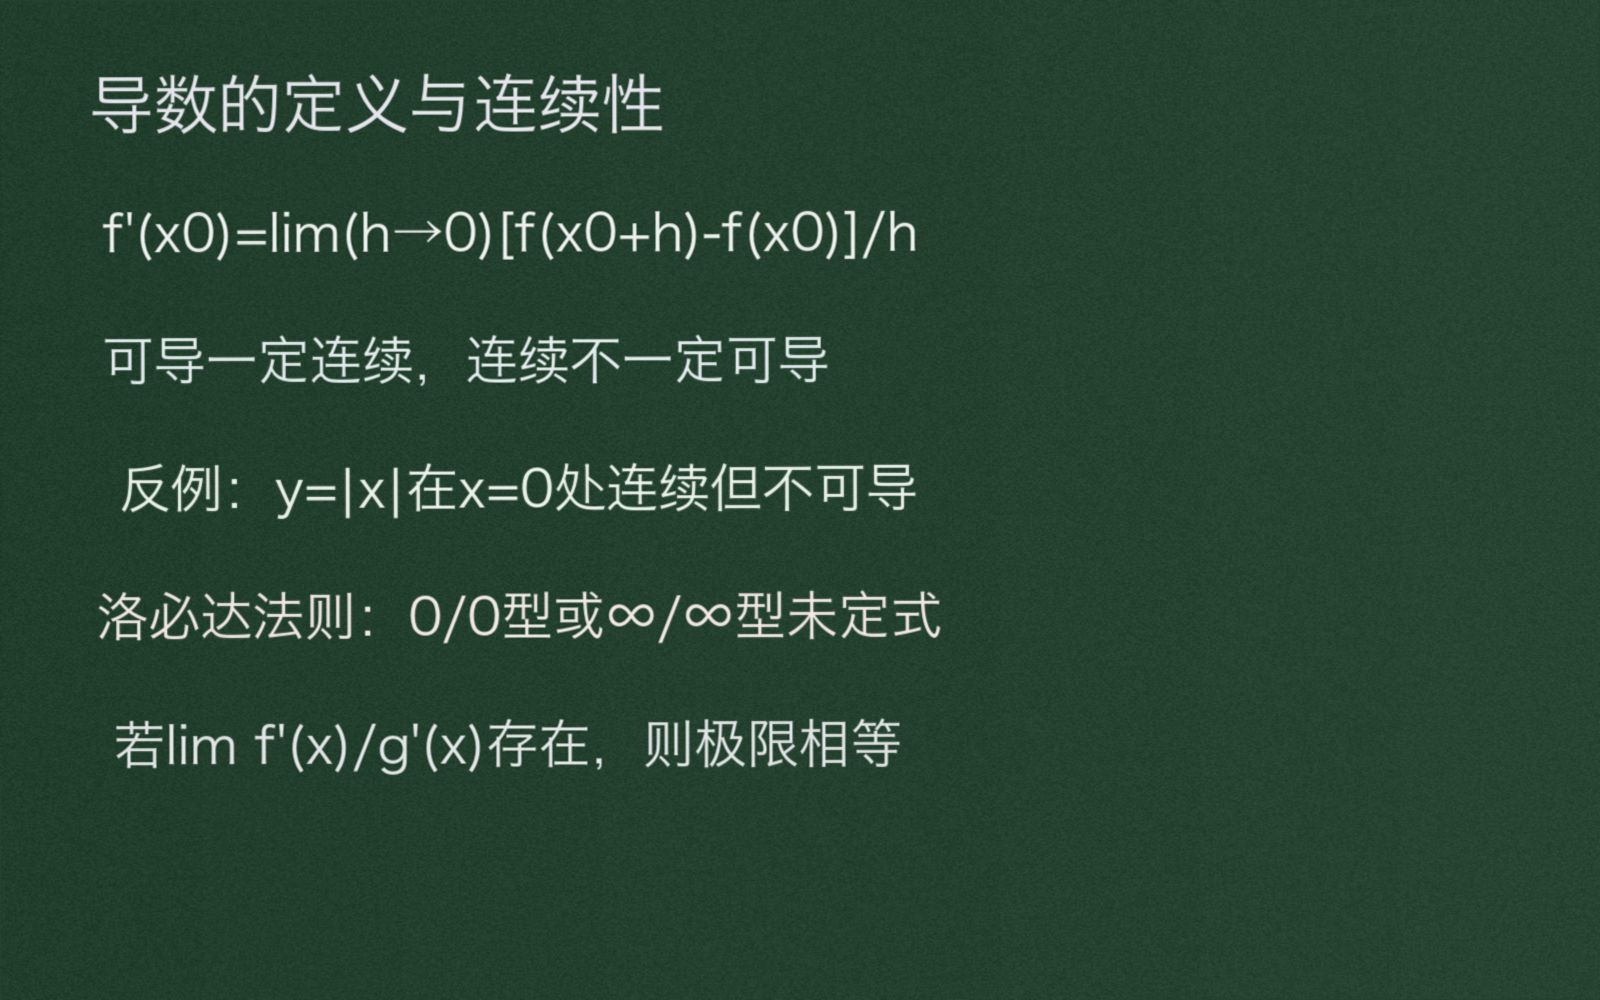 导数的定义与连续性
f'(x0)=lim(h→0)[f(x0+h)-f(x0)]/h
可导一定连续，连续不一定可导
反例：y=|x|在x=0处连续但不可导
洛必达法则：0/0型或∞/∞型未定式
若lim f'(x)/g'(x)存在，则极限相等